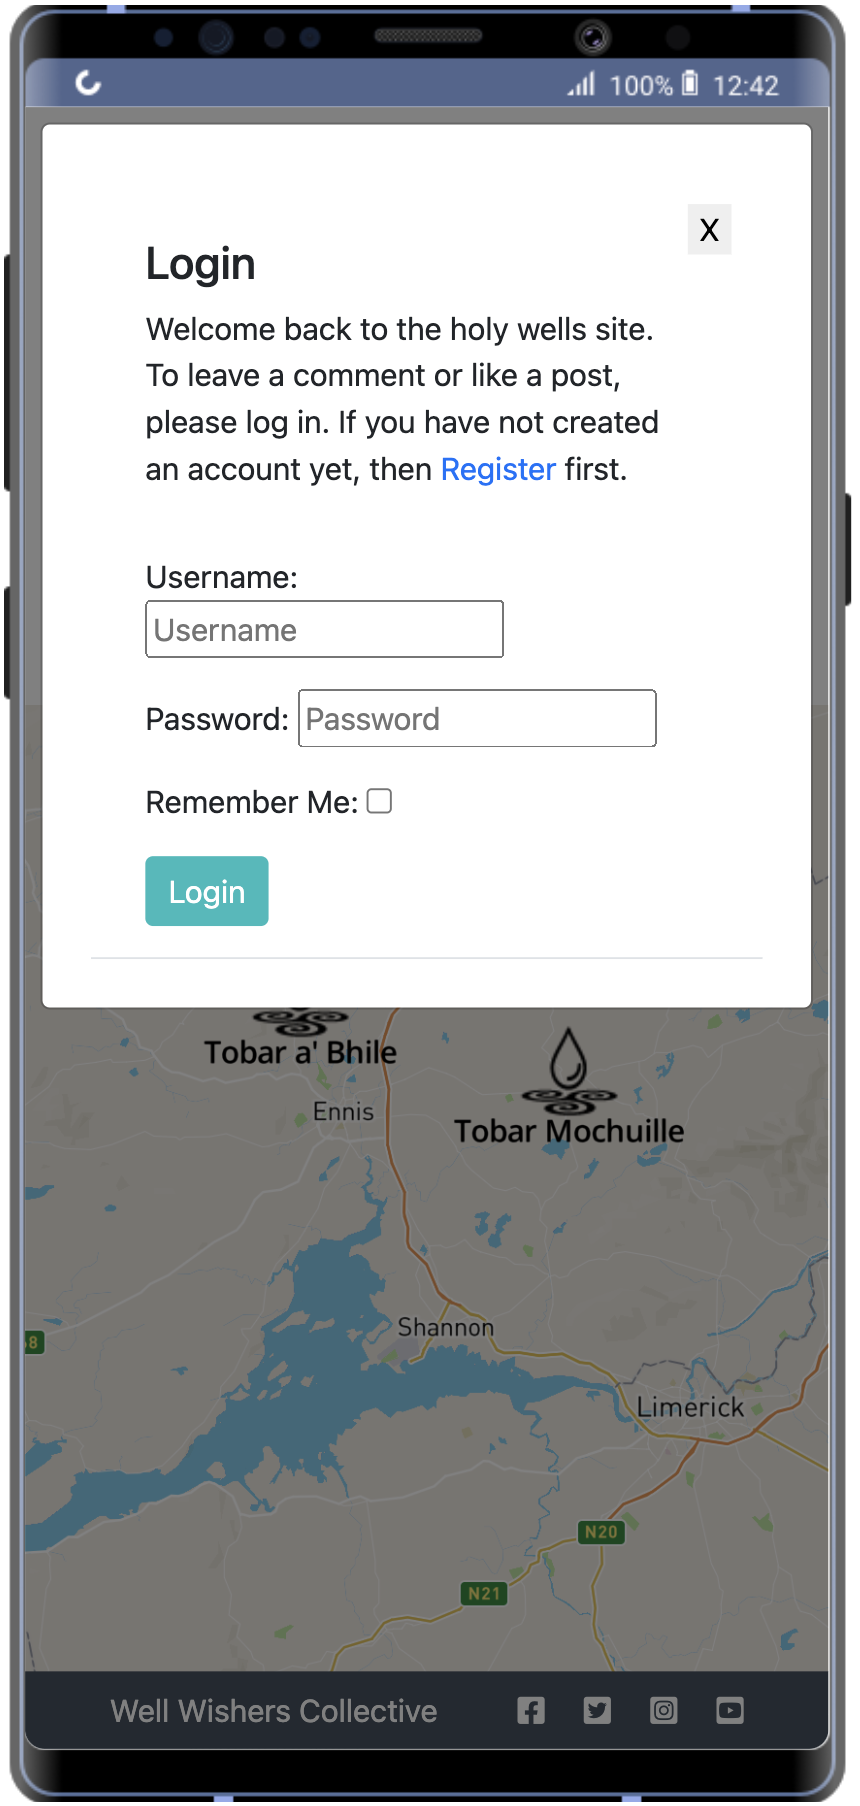 100% 12:42
X
Login
Welcome back to the holy wells site.
To leave a comment or like a post,
please log in. If you have not created
an account yet, then Register first.
Username:
Username
Password: Password
Remember Me:
Login
Tobar a' Bhile
Ennis
Tobar Mochuille
Shannon
8
Limerick
N20
N21
Well Wishers Collective